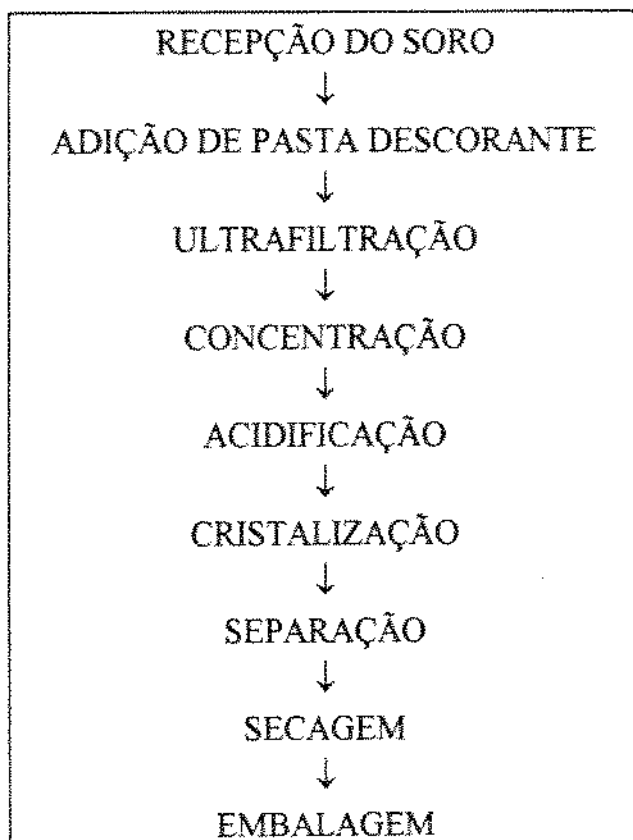 RECEPÇÃO DO SORO
↓
ADIÇÃO DE PASTA DESCORANTE
↓
ULTRAFILTRAÇÃO
↓
CONCENTRAÇÃO
↓
ACIDIFICAÇÃO
↓
CRISTALIZAÇÃO
↓
SEPARAÇÃO
↓
SECAGEM
↓
EMBALAGEM